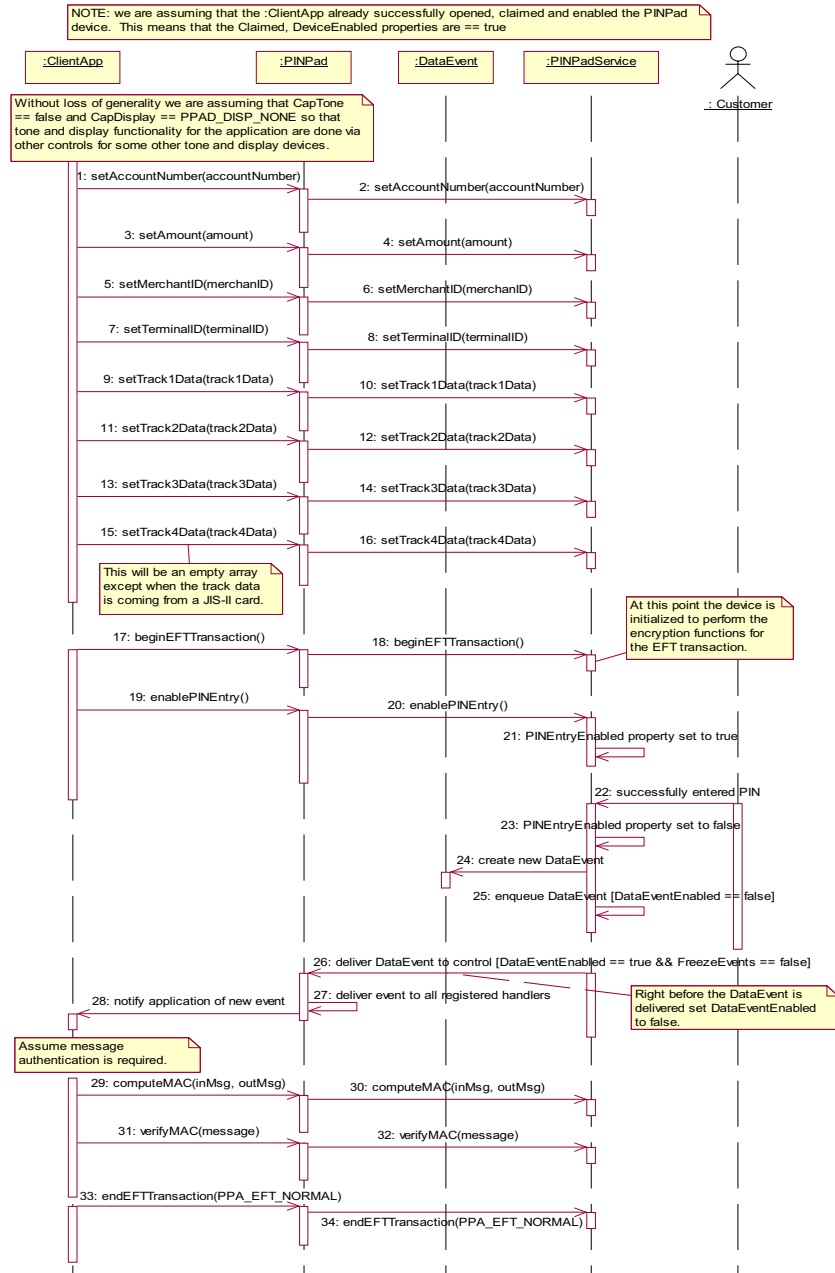 NOTE: we are assuming that the :ClientApp already successfully opened, claimed and enabled the PINPad
device.  This means that the Claimed, DeviceEnabled properties are == true
:ClientApp
:PINPad
:DataEvent
:PINPadService
: Customer
Without loss of generality we are assuming that CapTone
== false and CapDisplay == PPAD_DISP_NONE so that
tone and display functionality for the application are done via
other controls for some other tone and display devices.
1: setAccountNumber(accountNumber)
2: setAccountNumber(accountNumber)
3: setAmount(amount)
4: setAmount(amount)
5: setMerchantID(merchanID)
6: setMerchantID(merchanID)
7: setTerminalID(terminalID)
8: setTerminalID(terminalID)
9: setTrack1Data(track1Data)
10: setTrack1Data(track1Data)
11: setTrack2Data(track2Data)
12: setTrack2Data(track2Data)
13: setTrack3Data(track3Data)
14: setTrack3Data(track3Data)
15: setTrack4Data(track4Data)
16: setTrack4Data(track4Data)
This will be an empty array
except when the track data
is coming from a JIS-II card.
At this point the device is
initialized to perform the
encryption functions for
the EFT transaction.
17: beginEFTTransaction()
18: beginEFTTransaction()
19: enablePINEntry()
20: enablePINEntry()
21: PINEntryEnabled property set to true
22: successfully entered PIN
23: PINEntryEnabled property set to false
24: create new DataEvent
25: enqueue DataEvent [DataEventEnabled == false]
26: deliver DataEvent to control [DataEventEnabled == true && FreezeEvents == false]
27: deliver event to all registered handlers
28: notify application of new event
Right before the DataEvent is
delivered set DataEventEnabled
to false.
Assume message
authentication is required.
29: computeMAC(inMsg, outMsg)
30: computeMAC(inMsg, outMsg)
31: verifyMAC(message)
32: verifyMAC(message)
33: endEFTTransaction(PPA_EFT_NORMAL)
34: endEFTTransaction(PPA_EFT_NORMAL)